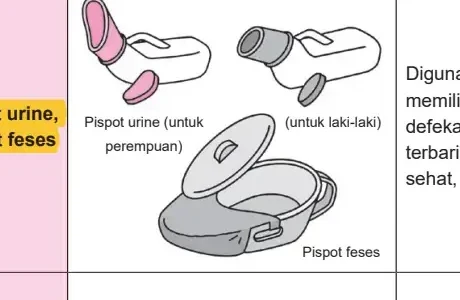 urine,
feses
Pispot urine (untuk
perempuan)
(untuk laki-laki)
Pispot feses
Diguna
memili
defeka
terbari
sehat,